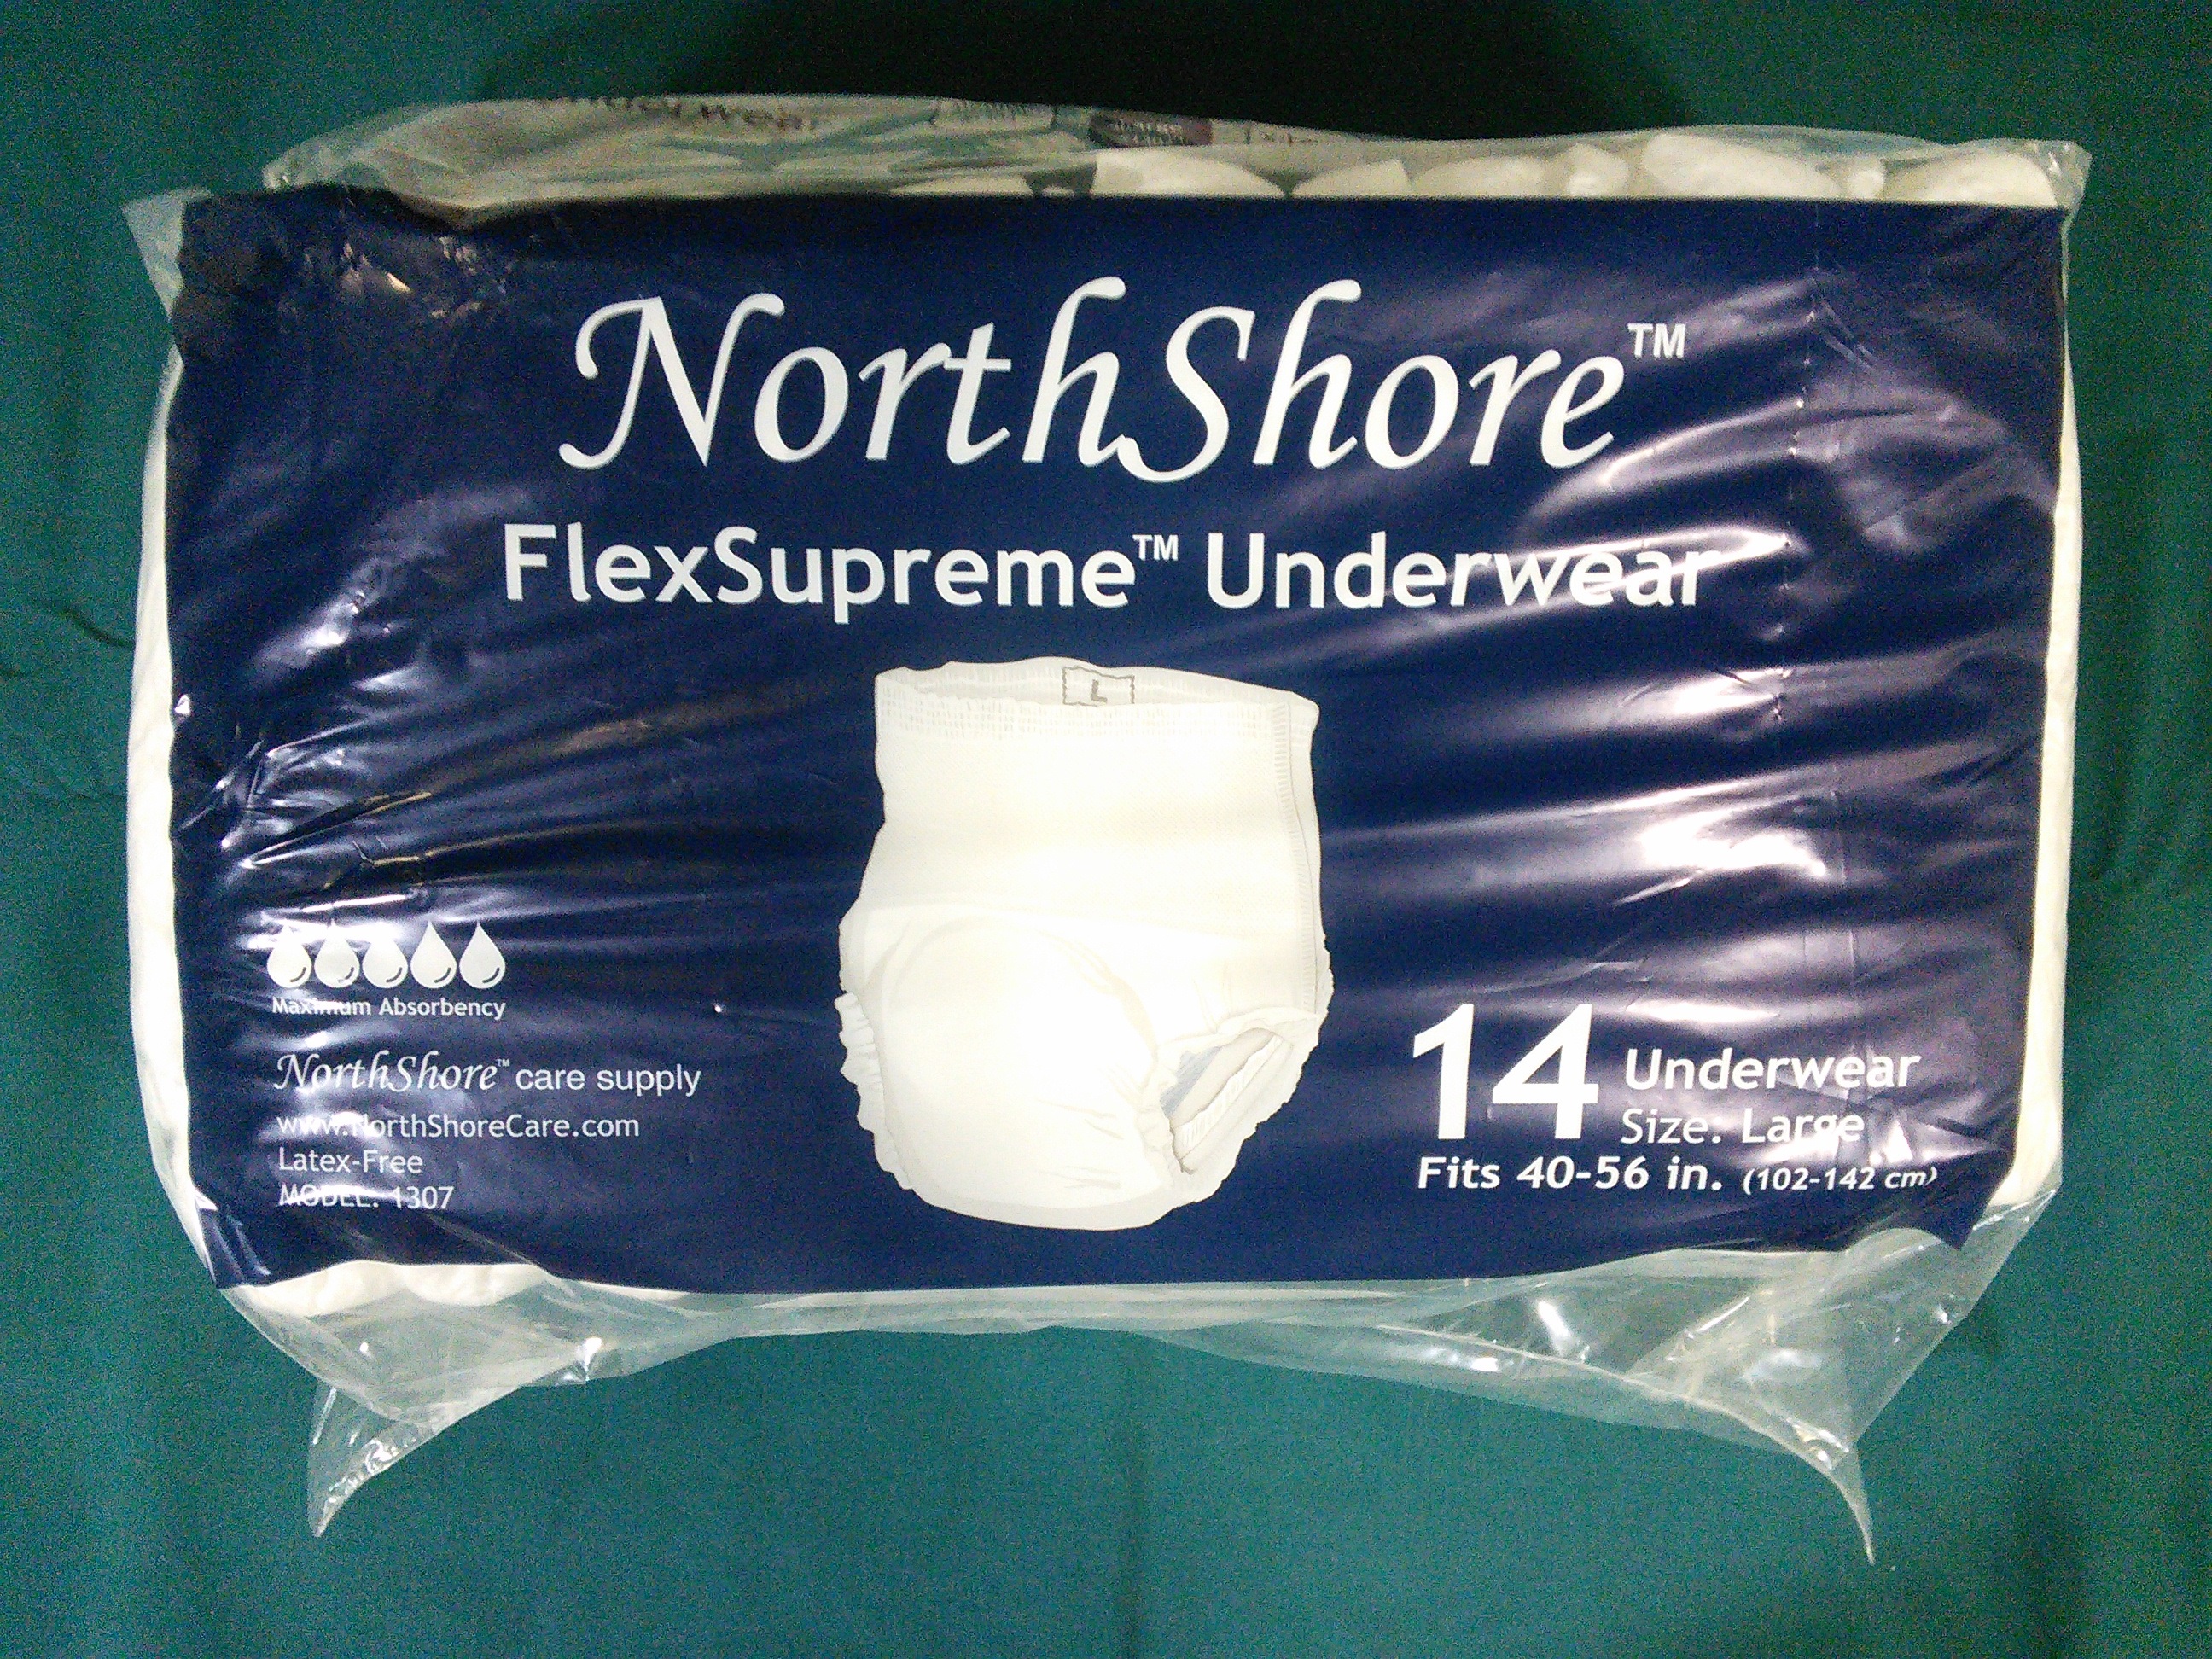 NorthShore™
FlexSupreme™ Underwear
L
Maximum Absorbency
NorthShore™ care supply
www.NorthShoreCare.com
Latex-Free
MODEL: 1307
14 Underwear
Size: Large
Fits 40-56 in. (102-142 cm)